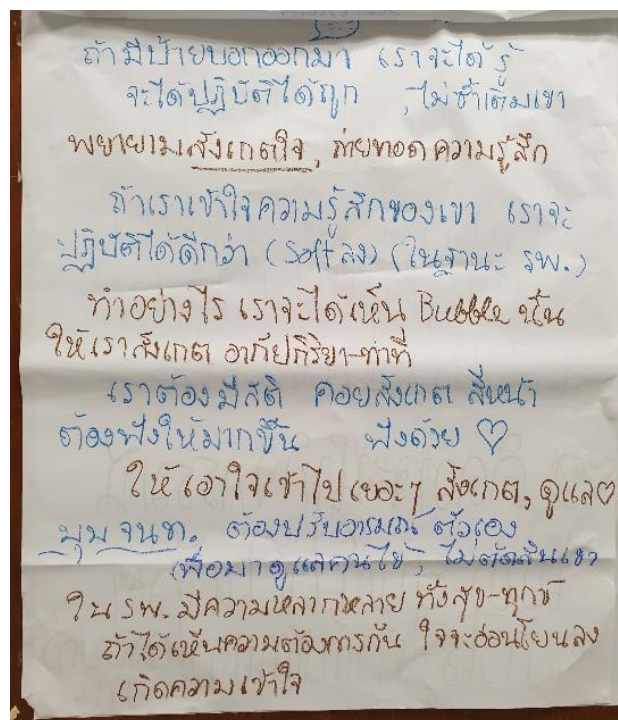 ถ้ามีป้ายบอกออกมา เราจะได้รู้
จะได้ปฏิบัติได้ถูก , ไม่ซ้ำเติมเขา
พยายามสังเกตใจ, ถ่ายทอดความรู้สึก
ถ้าเราเข้าใจความรู้สึกของเขา เราจะ
ปฏิบัติได้ดีกว่า (Soft ลง) (ในฐานะ รพ.)
ทำอย่างไร เราจะได้เห็น Bubble นั้น
ให้เราสังเกต อากัปกิริยา-ท่าที
เราต้องมีสติ คอยสังเกต สีหน้า
ต้องฟังให้มากขึ้น ฟังด้วย ♡
ให้เอาใจเข้าไปเยอะๆ สังเกต, ดูแล♡
มุม จนท. ต้องปรับอารมณ์ ตัวเอง
เพื่อมาดูแลคนไข้, ไม่ตัดสินเขา
ใน รพ. มีความหลากหลาย ทั้งสุข-ทุกข์
ถ้าได้เห็นความต้องการกัน ใจจะอ่อนโยนลง
เกิดความเข้าใจ